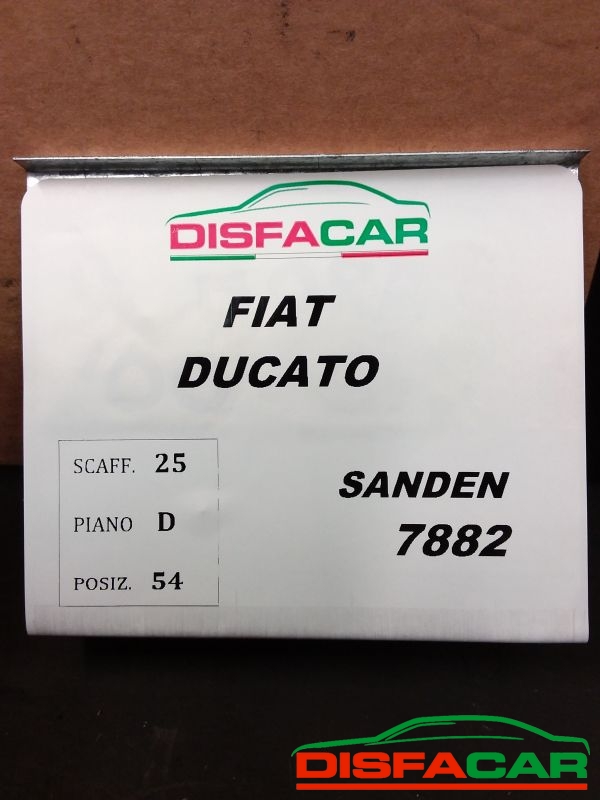 DISFACAR
FIAT
DUCATO
SCAFF. 25
PIANO D
POSIZ. 54
SANDEN
7882
DISFACAR